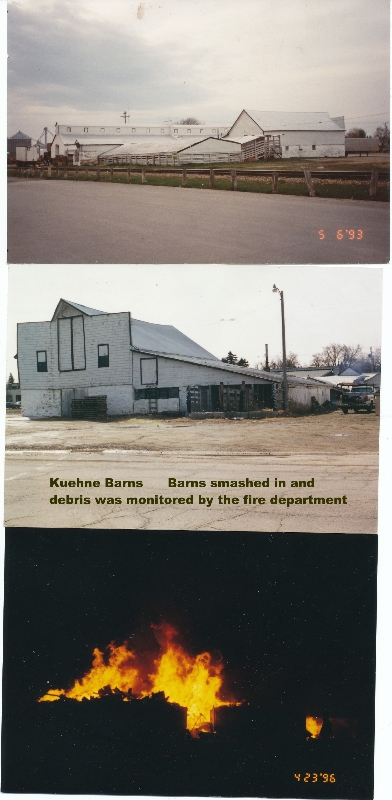 5 6'93
Kuehne Barns Barns smashed in and
debris was monitored by the fire department
4 23'96